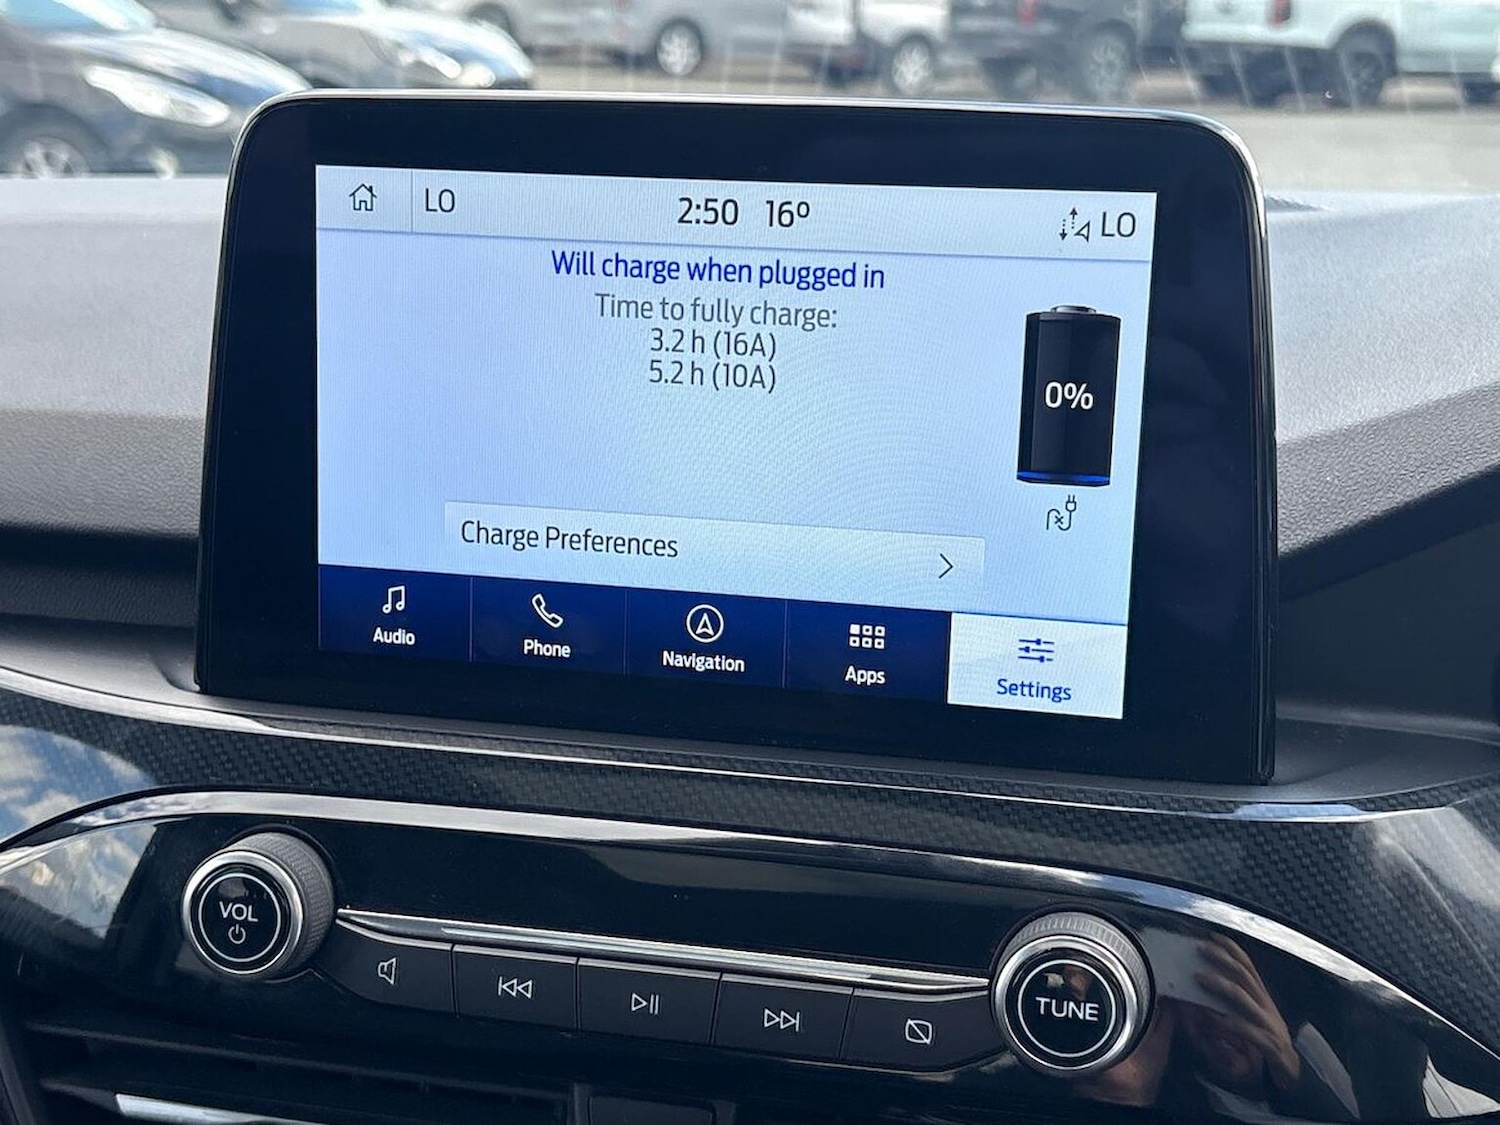 LO 2:50 16º LO
Will charge when plugged in
Time to fully charge:
3.2 h (16A)
5.2 h (10A)
0%
Charge Preferences
Audio Phone Navigation Apps Settings
VOL
TUNE